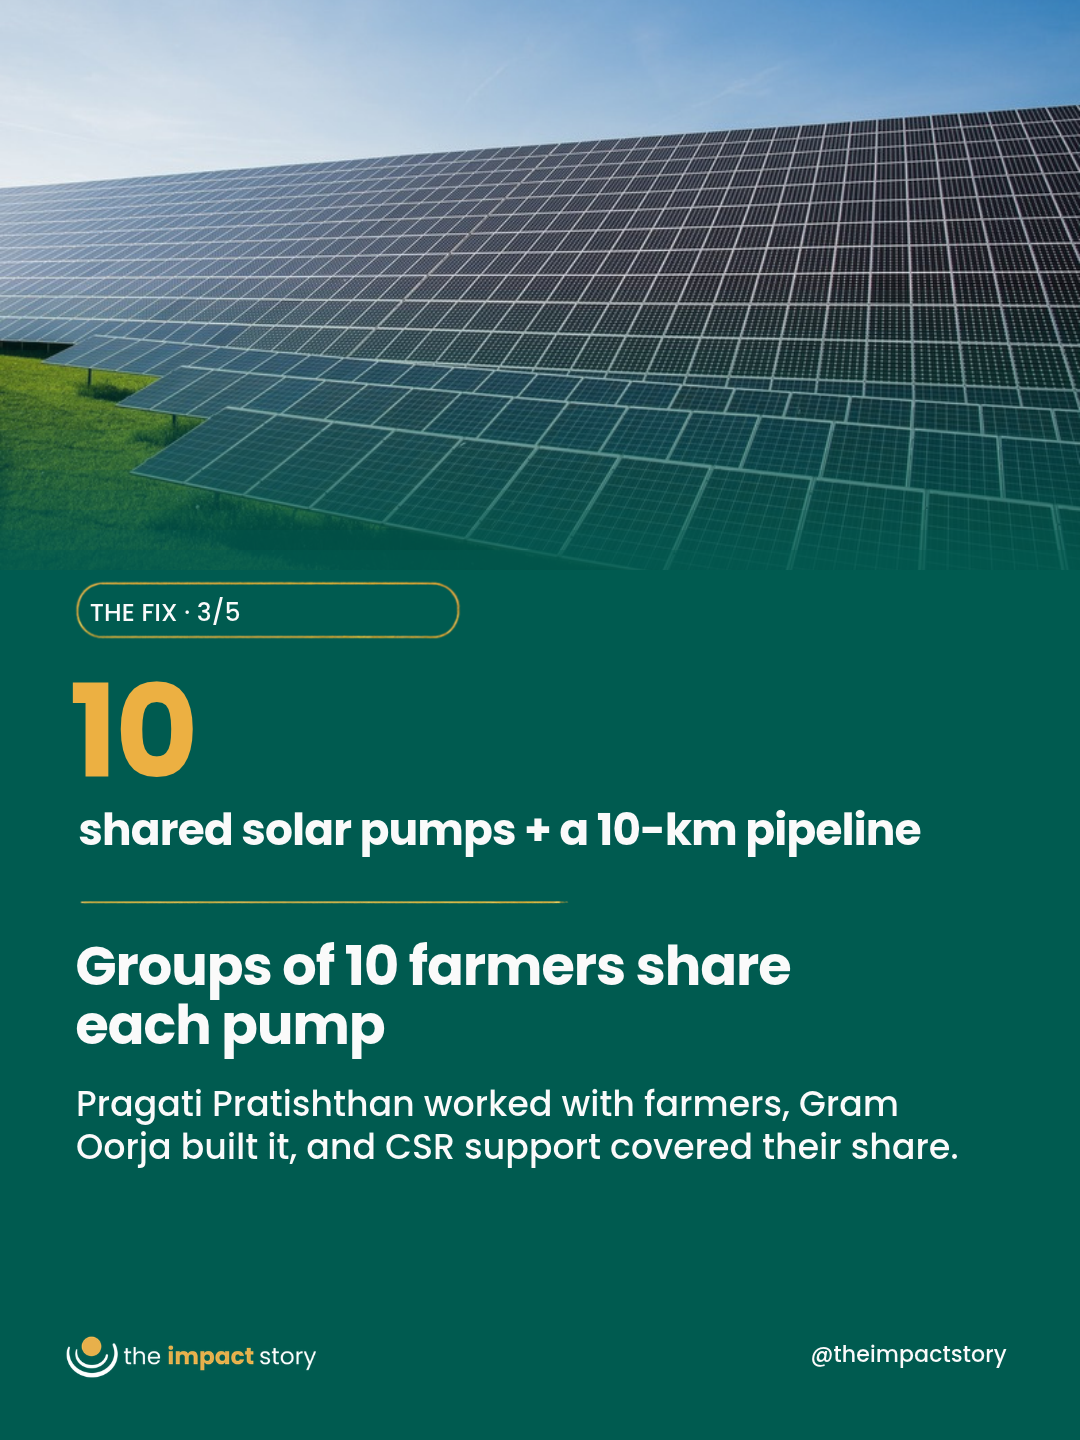 THE FIX · 3/5
10
shared solar pumps + a 10-km pipeline
Groups of 10 farmers share
each pump
Pragati Pratishthan worked with farmers, Gram
Oorja built it, and CSR support covered their share.
the impact story
@theimpactstory